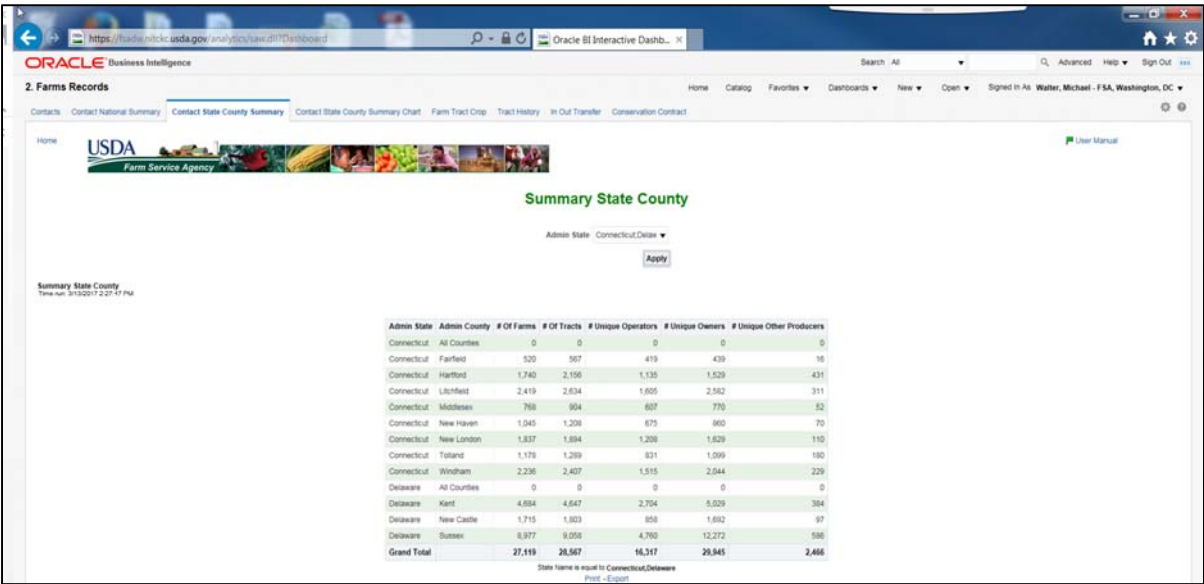 https://fsadw.nitckc.usda.gov/analytics/saw.dll?Dashboard
Oracle BI Interactive Dashb...
ORACLE Business Intelligence
Search All Advanced Help Sign Out
2. Farms Records
Home Catalog Favorites Dashboards New Open Signed In As Walter, Michael - FSA, Washington, DC
Contacts Contact National Summary Contact State County Summary Contact State County Summary Chart Farm Tract Crop Tract History In Out Transfer Conservation Contract
Home
USDA
Farm Service Agency
User Manual
Summary State County
Admin State Connecticut;Delaw
Apply
Summary State County
Time run: 3/13/2017 2:27:47 PM
Admin State Admin County # Of Farms # Of Tracts # Unique Operators # Unique Owners # Unique Other Producers
Connecticut All Counties 0 0 0 0 0
Connecticut Fairfield 520 567 419 439 16
Connecticut Hartford 1,740 2,156 1,135 1,529 431
Connecticut Litchfield 2,419 2,634 1,605 2,582 311
Connecticut Middlesex 768 904 607 770 52
Connecticut New Haven 1,045 1,208 675 860 70
Connecticut New London 1,837 1,894 1,208 1,629 110
Connecticut Tolland 1,178 1,289 831 1,099 180
Connecticut Windham 2,236 2,407 1,515 2,044 229
Delaware All Counties 0 0 0 0 0
Delaware Kent 4,684 4,647 2,704 5,029 384
Delaware New Castle 1,715 1,803 858 1,692 97
Delaware Sussex 8,977 9,058 4,760 12,272 586
Grand Total 27,119 28,567 16,317 29,945 2,466
State Name is equal to Connecticut,Delaware
Print - Export